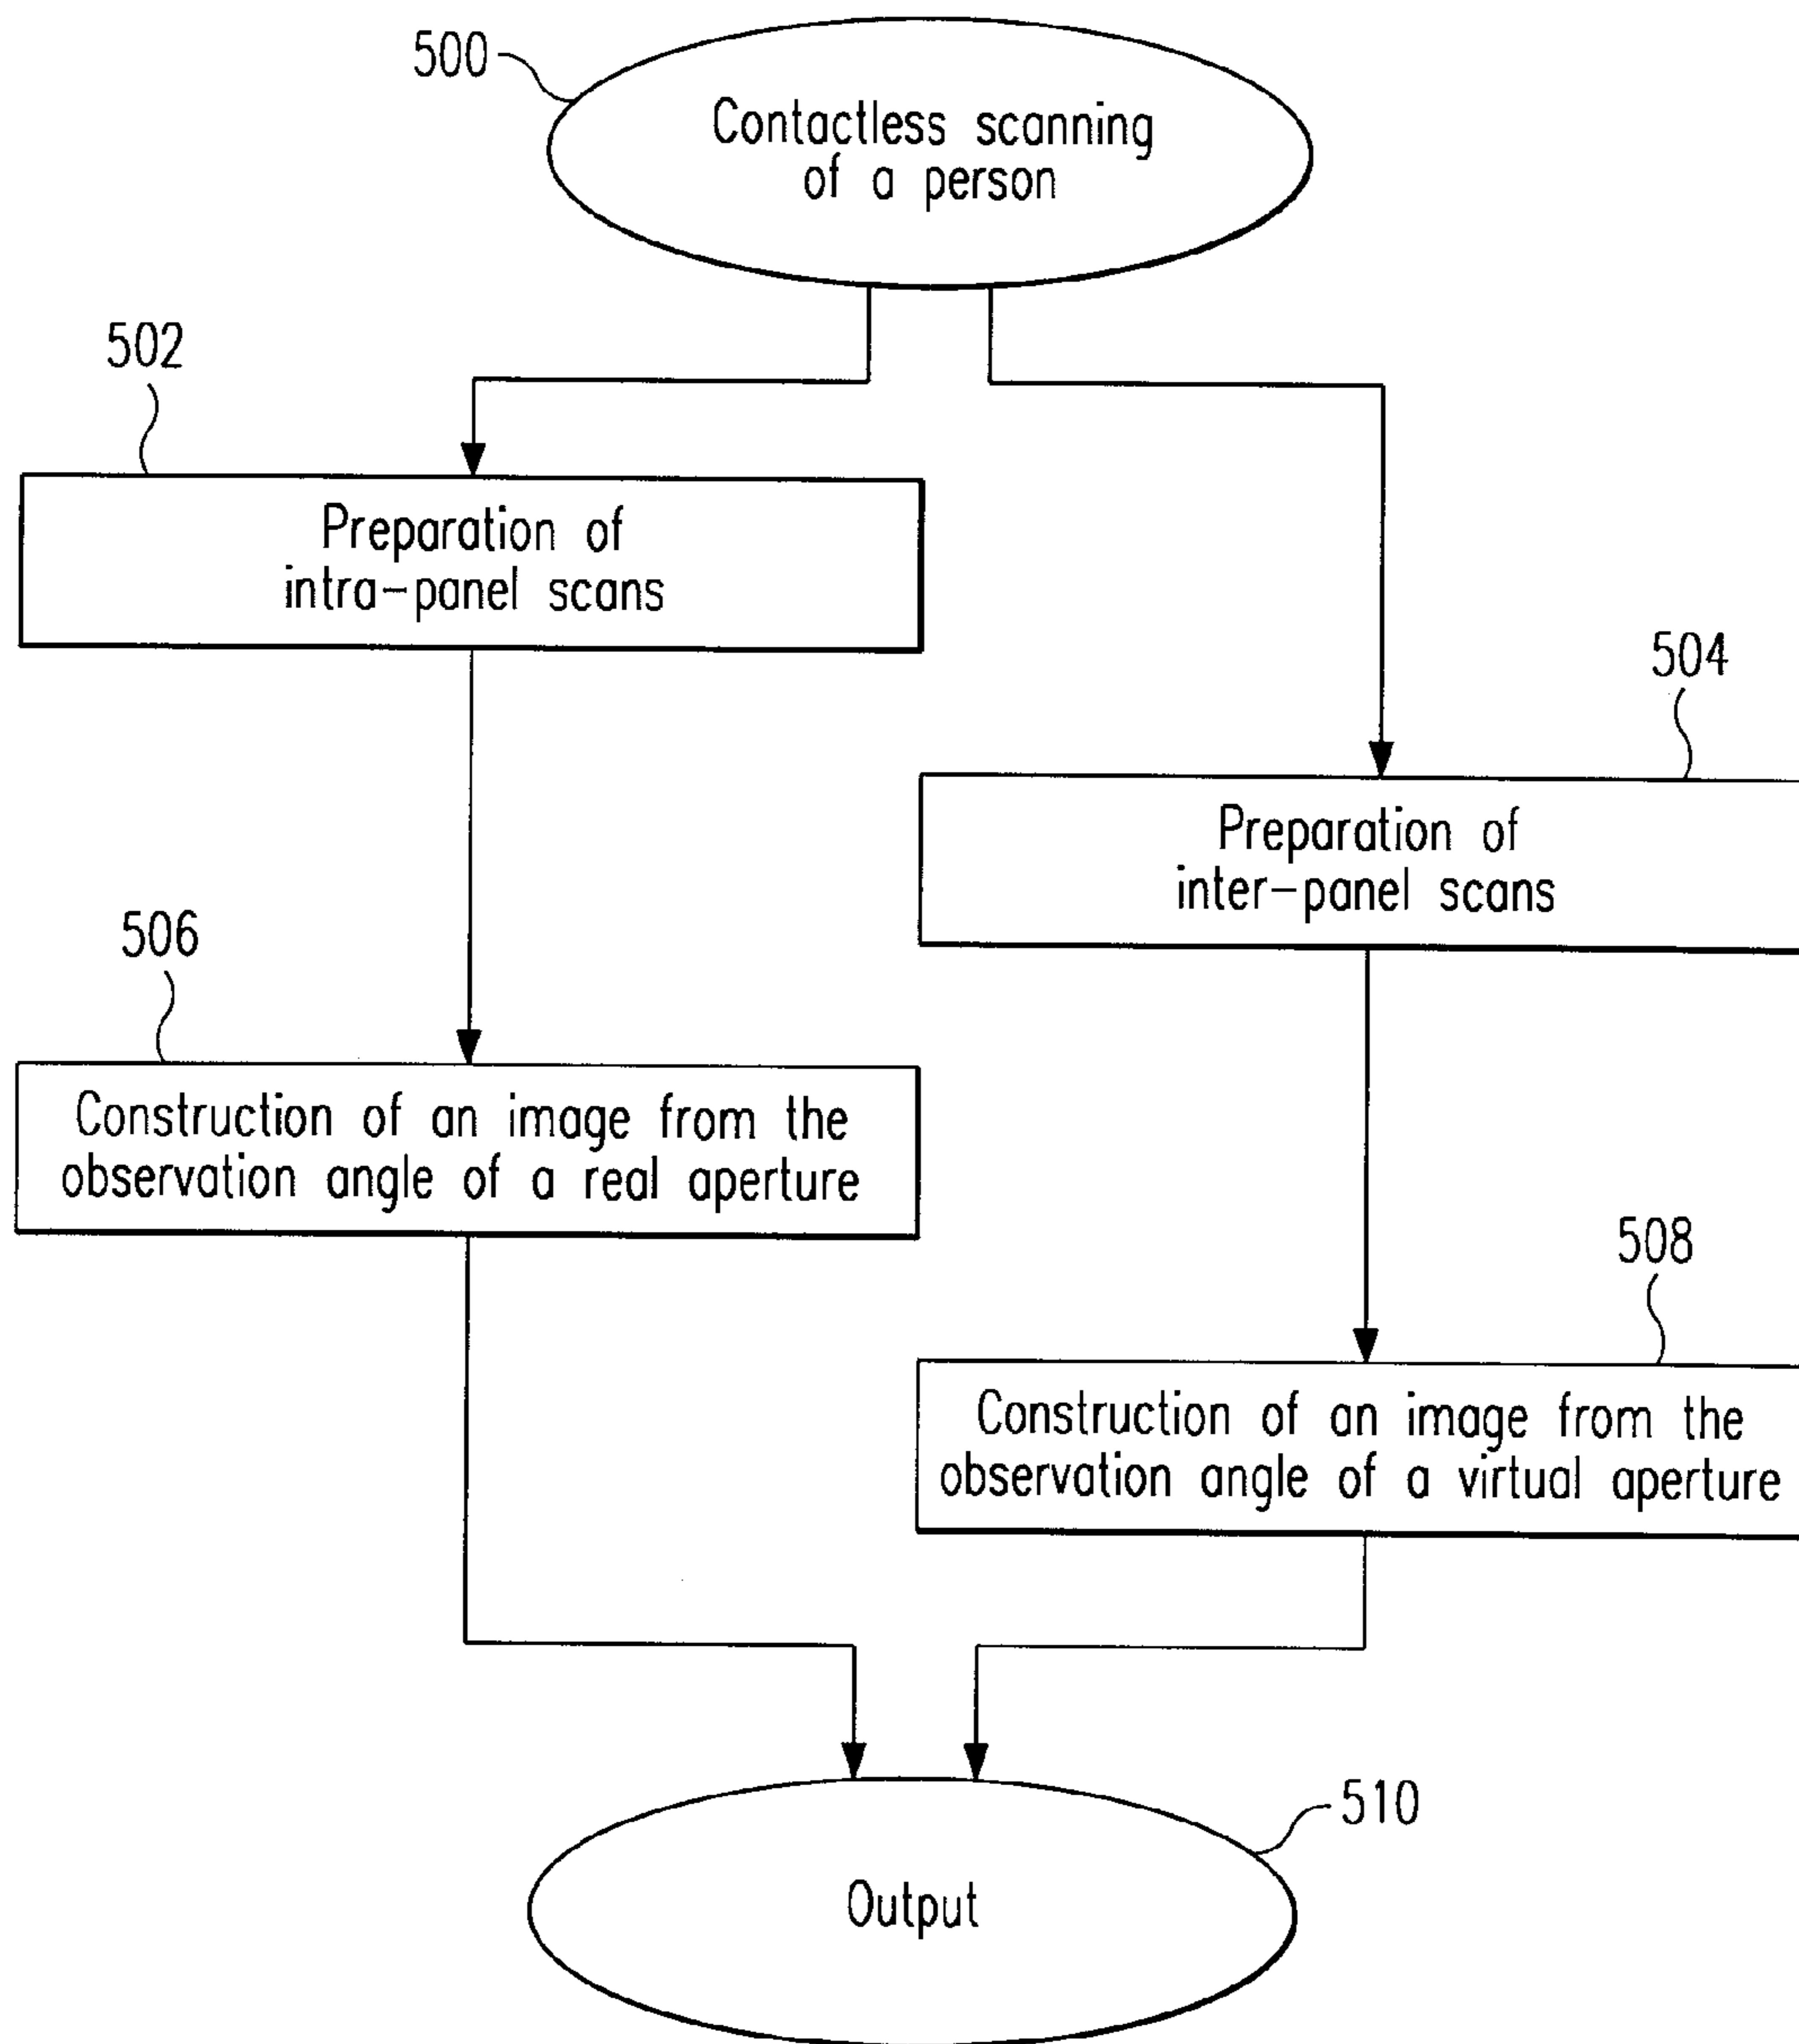 500
Contactless scanning
of a person
502
Preparation of
intra-panel scans
504
Preparation of
inter-panel scans
506
Construction of an image from the
observation angle of a real aperture
508
Construction of an image from the
observation angle of a virtual aperture
510
Output